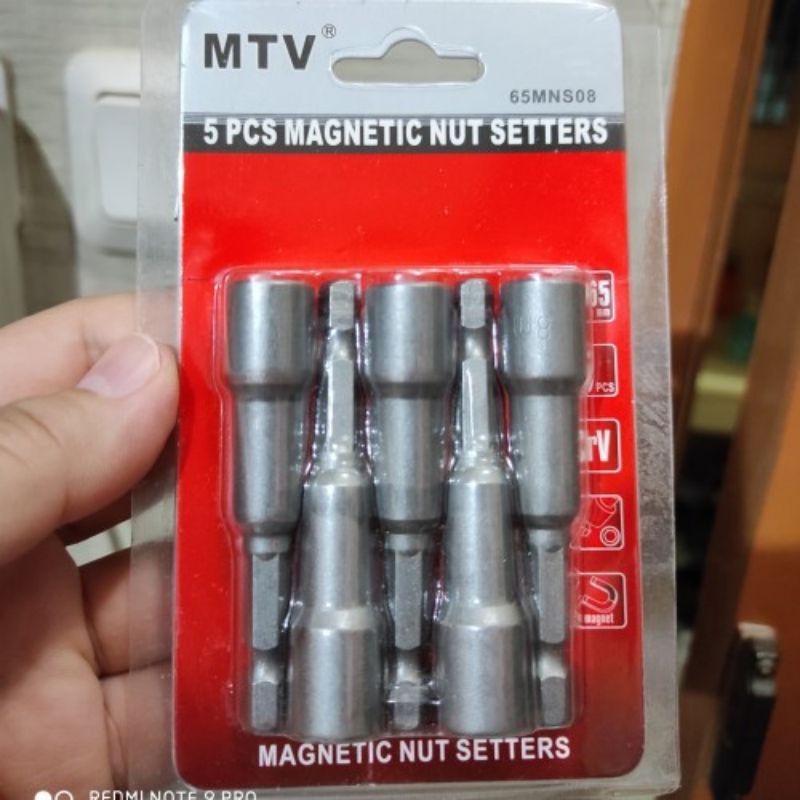 MTV®
65MNS08
5 PCS MAGNETIC NUT SETTERS
65
mm
PCS
CrV
magnet
MAGNETIC NUT SETTERS
REDMI NOTE 9 PRO